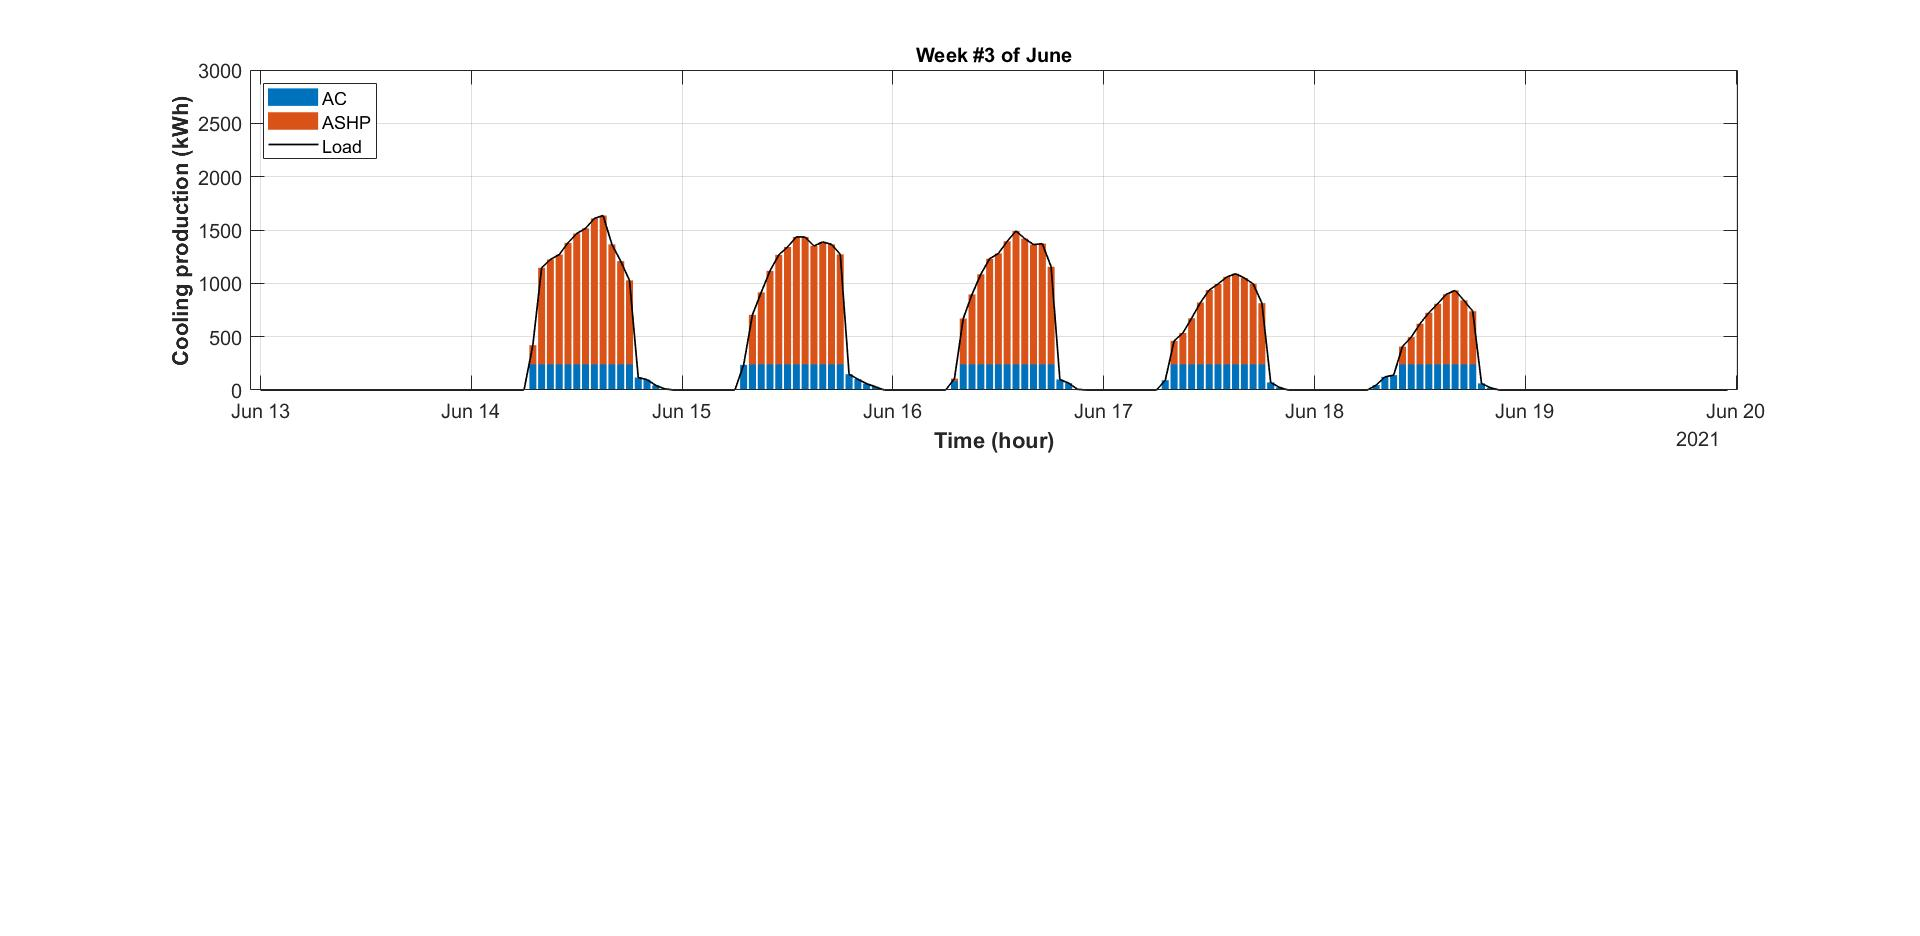 Week #3 of June
Cooling production (kWh)
3000
2500
2000
1500
1000
500
0
AC
ASHP
Load
Jun 13
Jun 14
Jun 15
Jun 16
Jun 17
Jun 18
Jun 19
Jun 20
Time (hour)
2021